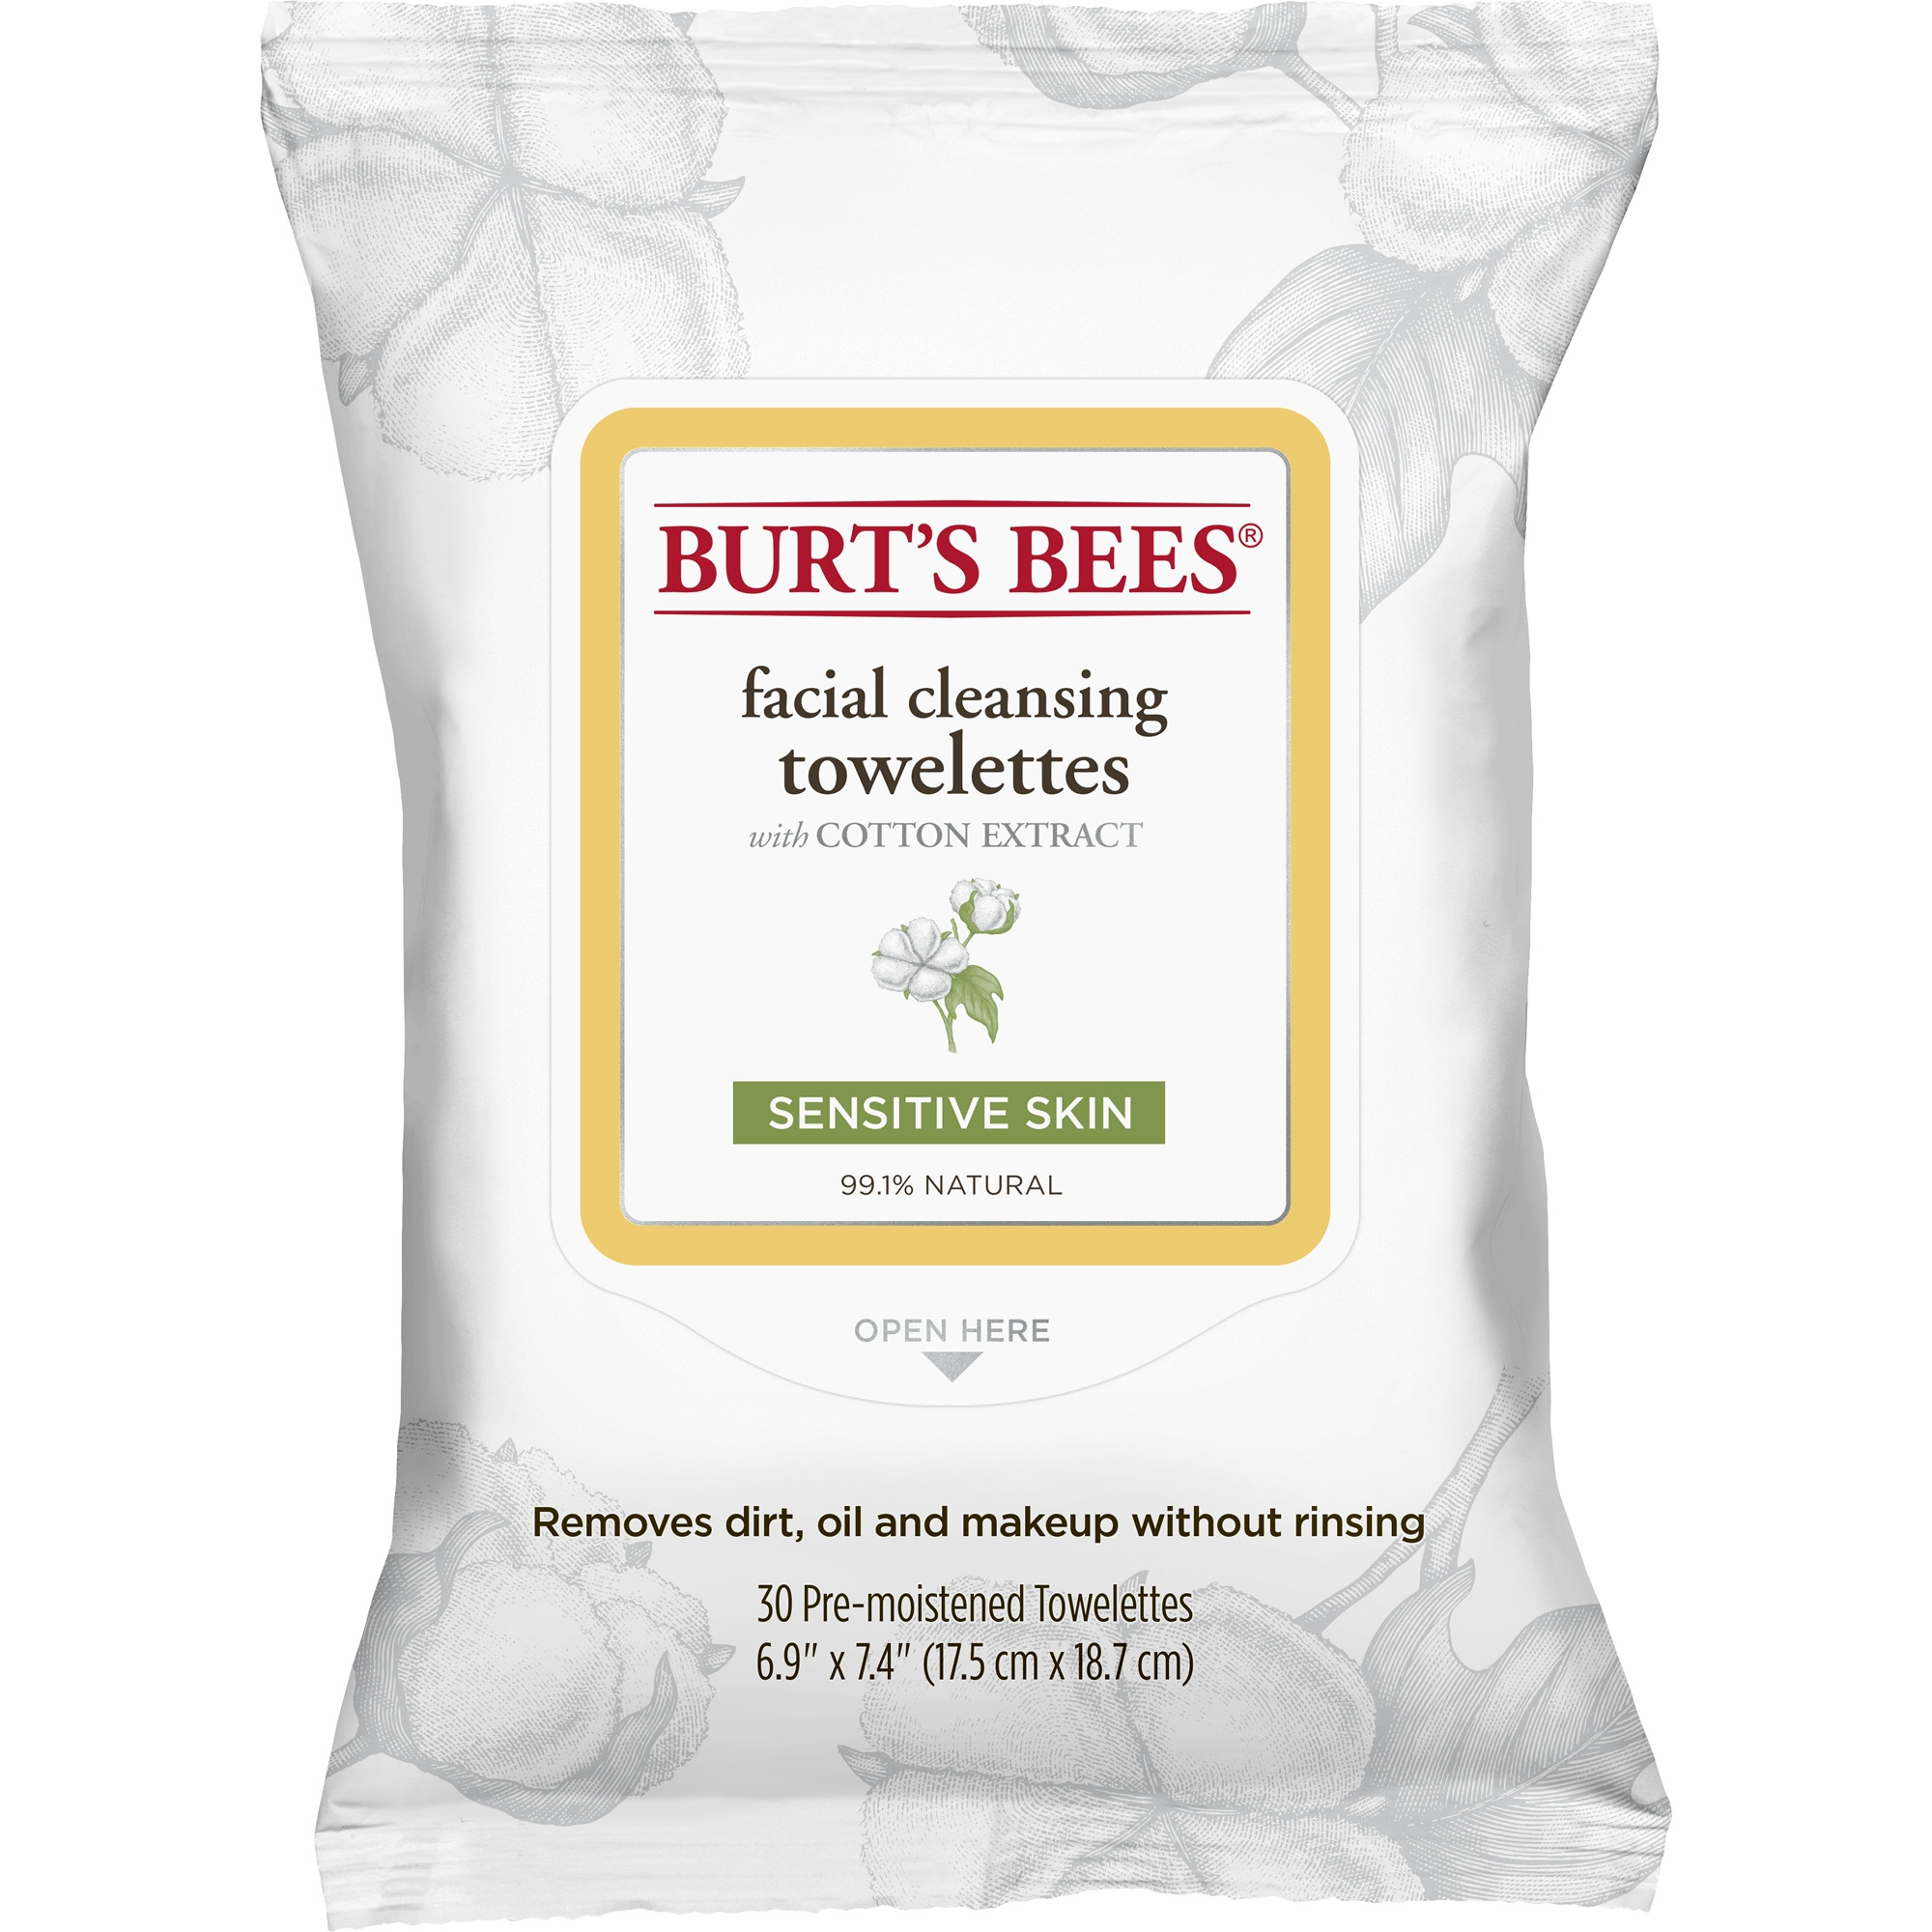 BURT'S BEES®
facial cleansing
towelettes
with COTTON EXTRACT
SENSITIVE SKIN
99.1% NATURAL
OPEN HERE
Removes dirt, oil and makeup without rinsing
30 Pre-moistened Towelettes
6.9" x 7.4" (17.5 cm x 18.7 cm)